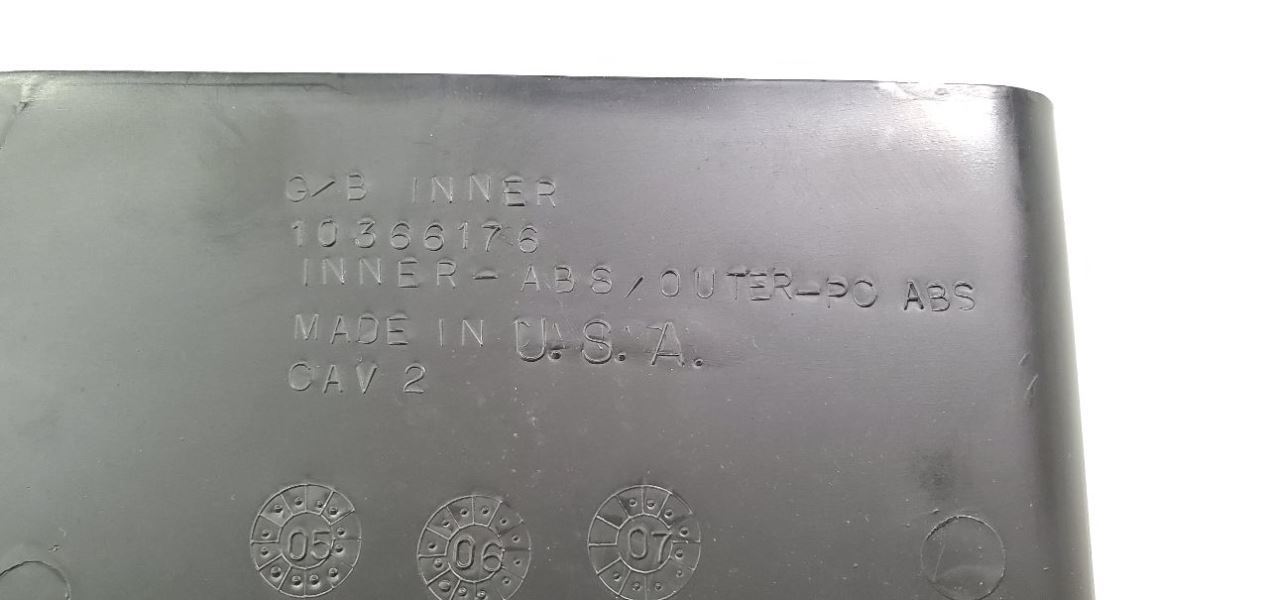 G/B INNER
10366176
INNER-ABS/OUTER-PC ABS
MADE IN U.S.A.
CAV 2
05 06 07